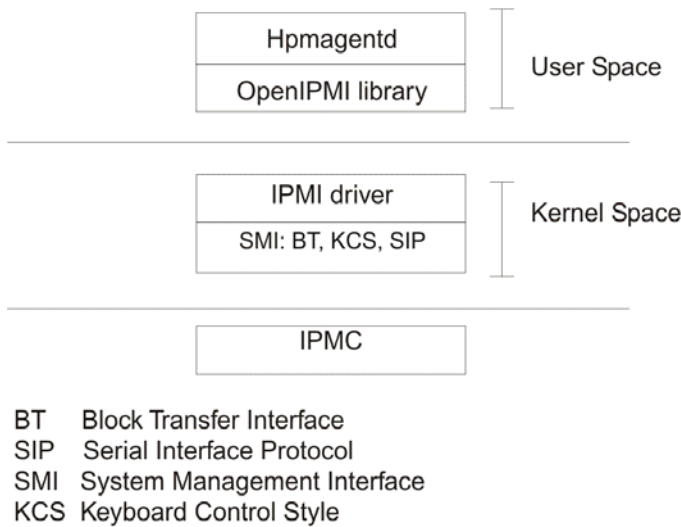 Hpmagentd
OpenIPMI library
User Space
IPMI driver
SMI: BT, KCS, SIP
Kernel Space
IPMC
BT Block Transfer Interface
SIP Serial Interface Protocol
SMI System Management Interface
KCS Keyboard Control Style